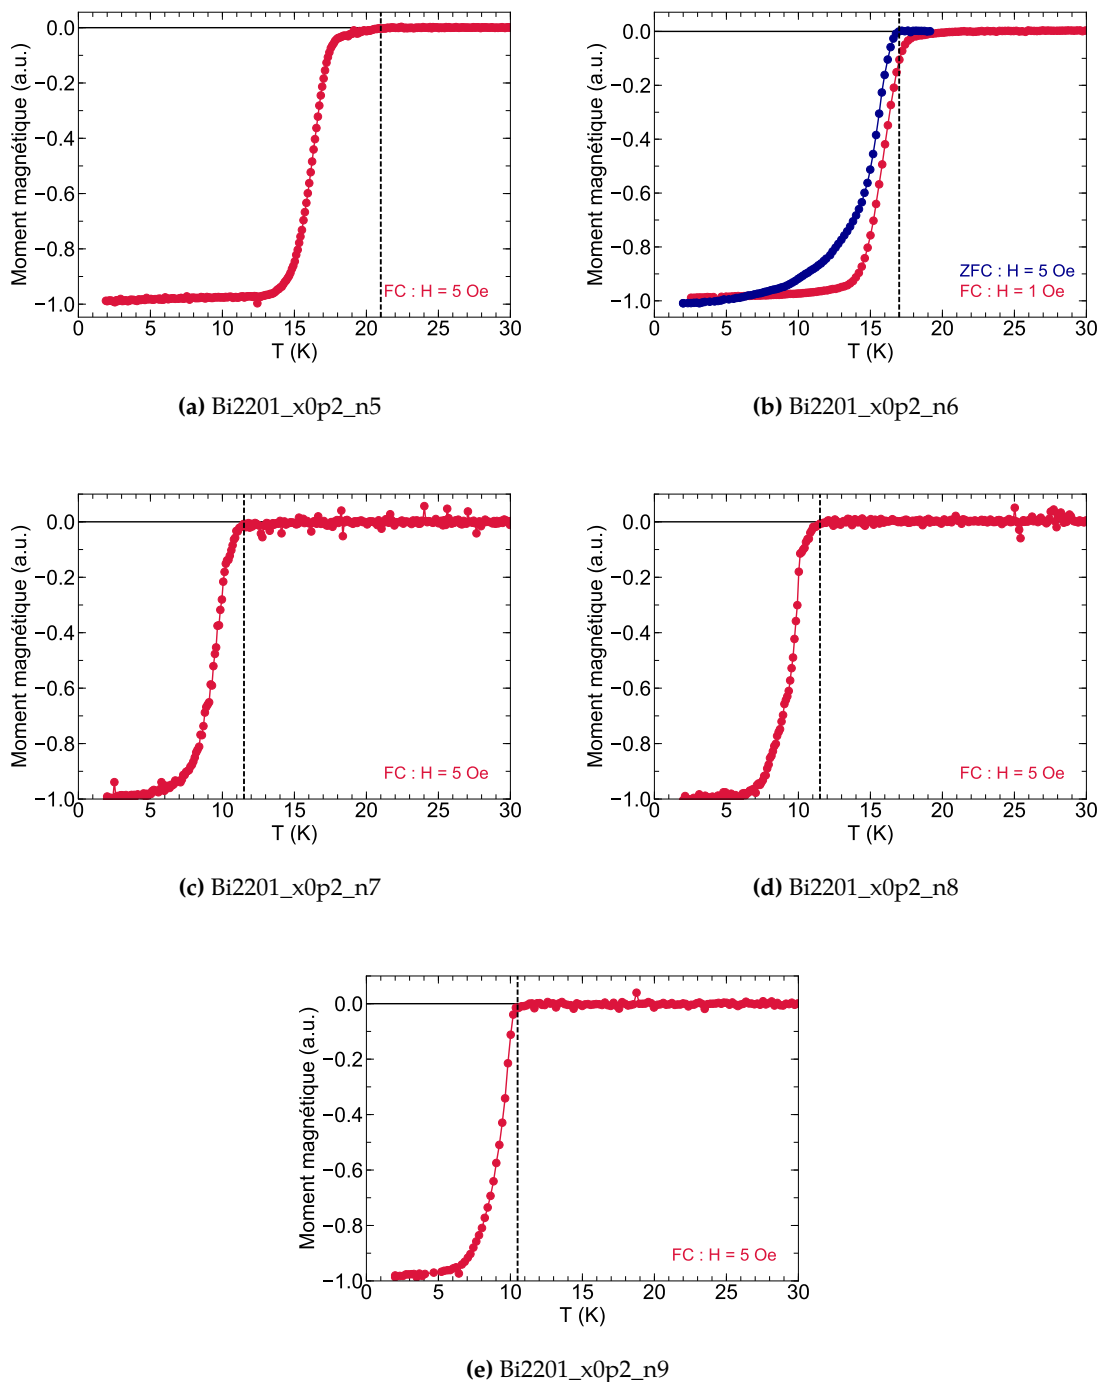 0.0
−0.2
−0.4
−0.6
−0.8
−1.0
Moment magnétique (a.u.)
FC : H = 5 Oe
0 5 10 15 20 25 30
T (K)
(a) Bi2201_x0p2_n5
0.0
−0.2
−0.4
−0.6
−0.8
−1.0
Moment magnétique (a.u.)
ZFC : H = 5 Oe
FC : H = 1 Oe
0 5 10 15 20 25 30
T (K)
(b) Bi2201_x0p2_n6
0.0
−0.2
−0.4
−0.6
−0.8
−1.0
Moment magnétique (a.u.)
FC : H = 5 Oe
0 5 10 15 20 25 30
T (K)
(c) Bi2201_x0p2_n7
0.0
−0.2
−0.4
−0.6
−0.8
−1.0
Moment magnétique (a.u.)
FC : H = 5 Oe
0 5 10 15 20 25 30
T (K)
(d) Bi2201_x0p2_n8
0.0
−0.2
−0.4
−0.6
−0.8
−1.0
Moment magnétique (a.u.)
FC : H = 5 Oe
0 5 10 15 20 25 30
T (K)
(e) Bi2201_x0p2_n9